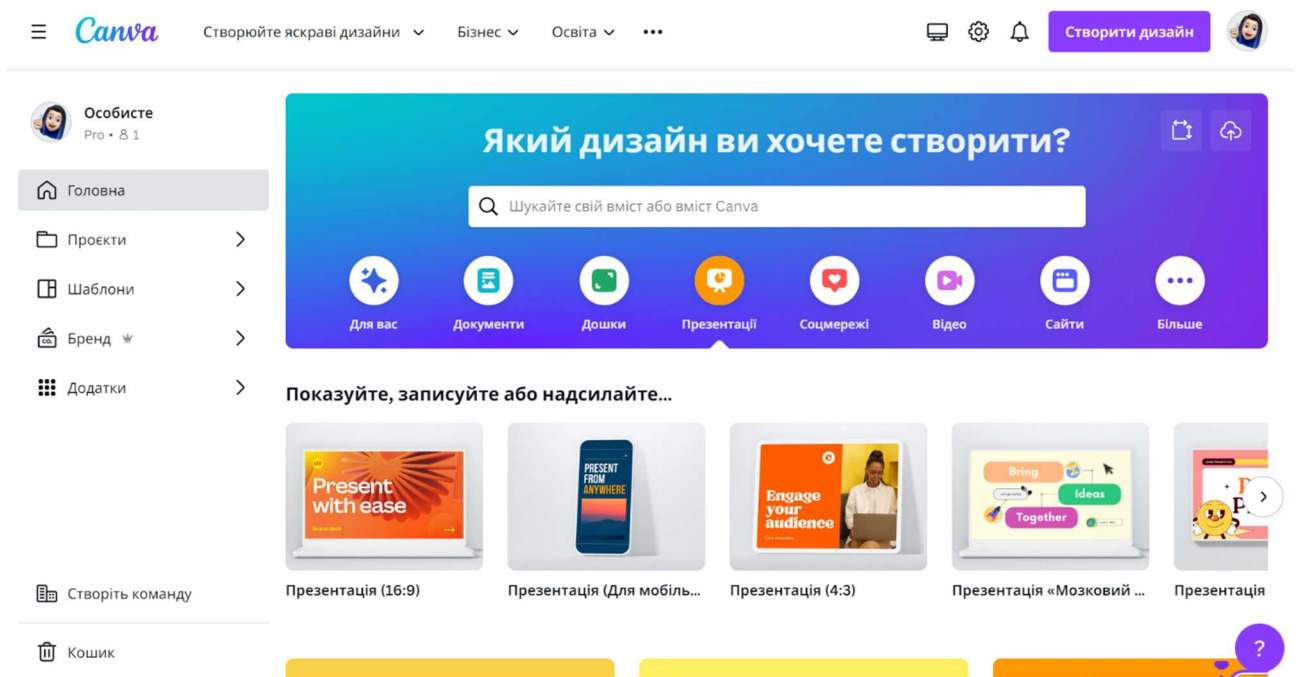 Canva
Створюйте яскраві дизайни
Бізнес
Освіта
Створити дизайн
Особисте
Pro • 1
Головна
Проєкти
Шаблони
Бренд
Додатки
Створіть команду
Кошик
Який дизайн ви хочете створити?
Шукайте свій вміст або вміст Canva
Для вас
Документи
Дошки
Презентації
Соцмережі
Відео
Сайти
Більше
Показуйте, записуйте або надсилайте...
Present
with ease
PRESENT
FROM
ANYWHERE
Engage
your
audience
Bring
Ideas
Together
Презентація (16:9)
Презентація (Для мобіль...
Презентація (4:3)
Презентація «Мозковий ...
Презентація
?